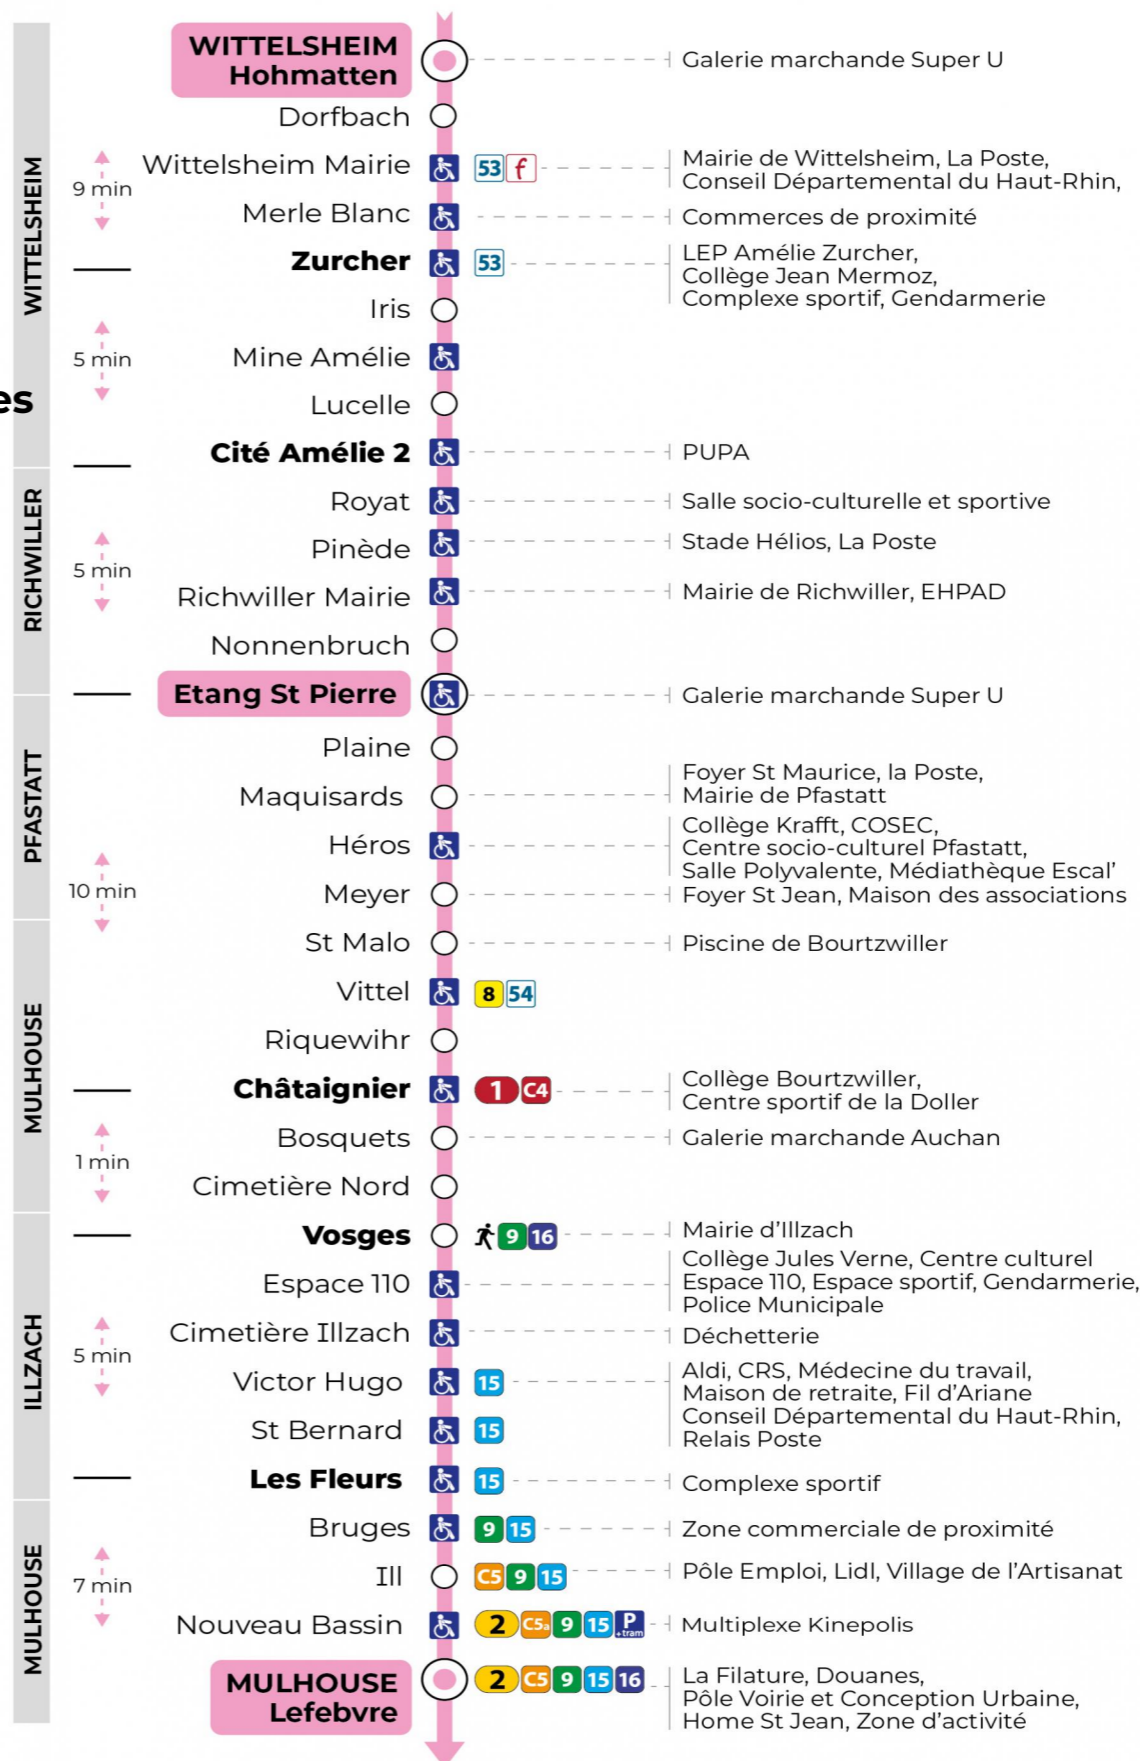 WITTELSHEIM
Hohmatten
Galerie marchande Super U
Dorfbach
Wittelsheim Mairie
53 f
Mairie de Wittelsheim, La Poste,
Conseil Départemental du Haut-Rhin,
9 min
Merle Blanc
Commerces de proximité
WITTELSHEIM
Zurcher
53
LEP Amélie Zurcher,
Collège Jean Mermoz,
Complexe sportif, Gendarmerie
Iris
5 min
Mine Amélie
es
Lucelle
Cité Amélie 2
PUPA
Royat
Salle socio-culturelle et sportive
RICHWILLER
5 min
Pinède
Stade Hélios, La Poste
Richwiller Mairie
Mairie de Richwiller, EHPAD
Nonnenbruch
Etang St Pierre
Galerie marchande Super U
Plaine
PFASTATT
Maquisards
Foyer St Maurice, la Poste,
Mairie de Pfastatt
Héros
Collège Krafft, COSEC,
Centre socio-culturel Pfastatt,
Salle Polyvalente, Médiathèque Escal’
10 min
Meyer
Foyer St Jean, Maison des associations
St Malo
Piscine de Bourtzwiller
Vittel
8 54
MULHOUSE
Riquewihr
Châtaignier
1 C4
Collège Bourtzwiller,
Centre sportif de la Doller
Bosquets
Galerie marchande Auchan
1 min
Cimetière Nord
Vosges
9 16
Mairie d’Illzach
Espace 110
Collège Jules Verne, Centre culturel
Espace 110, Espace sportif, Gendarmerie,
Police Municipale
ILLZACH
5 min
Cimetière Illzach
Déchetterie
Victor Hugo
15
Aldi, CRS, Médecine du travail,
Maison de retraite, Fil d’Ariane
St Bernard
15
Conseil Départemental du Haut-Rhin,
Relais Poste
Les Fleurs
15
Complexe sportif
Bruges
9 15
Zone commerciale de proximité
MULHOUSE
7 min
Ill
C5 9 15
Pôle Emploi, Lidl, Village de l’Artisanat
Nouveau Bassin
2 C5a 9 15 P +tram
Multiplexe Kinepolis
MULHOUSE
Lefebvre
2 C5 9 15 16
La Filature, Douanes,
Pôle Voirie et Conception Urbaine,
Home St Jean, Zone d’activité